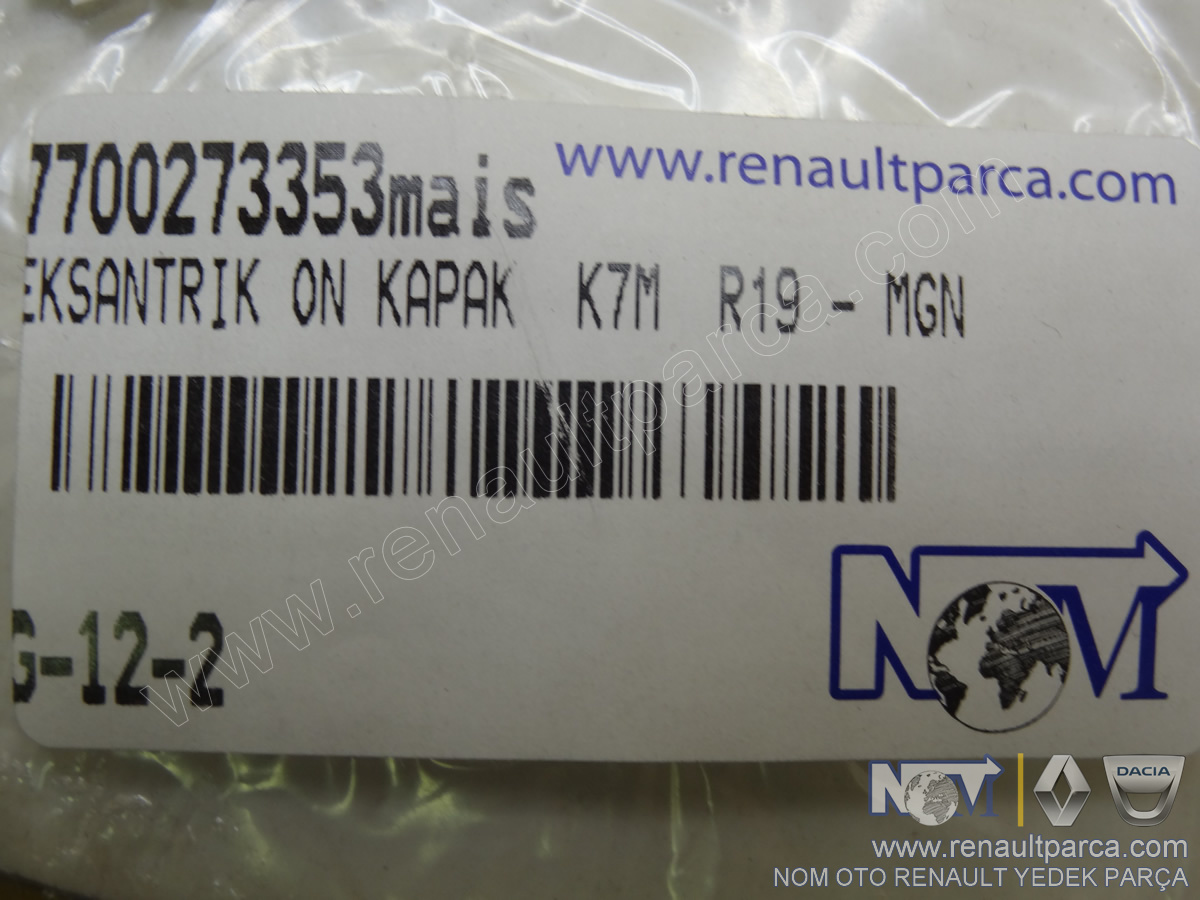 7700273353mais
www.renaultparca.com
EKSANTRIK ON KAPAK K7M R19 - MGN
www.renaultparca.com
G-12-2
NOM
NOM
DACIA
www.renaultparca.com
NOM OTO RENAULT YEDEK PARÇA